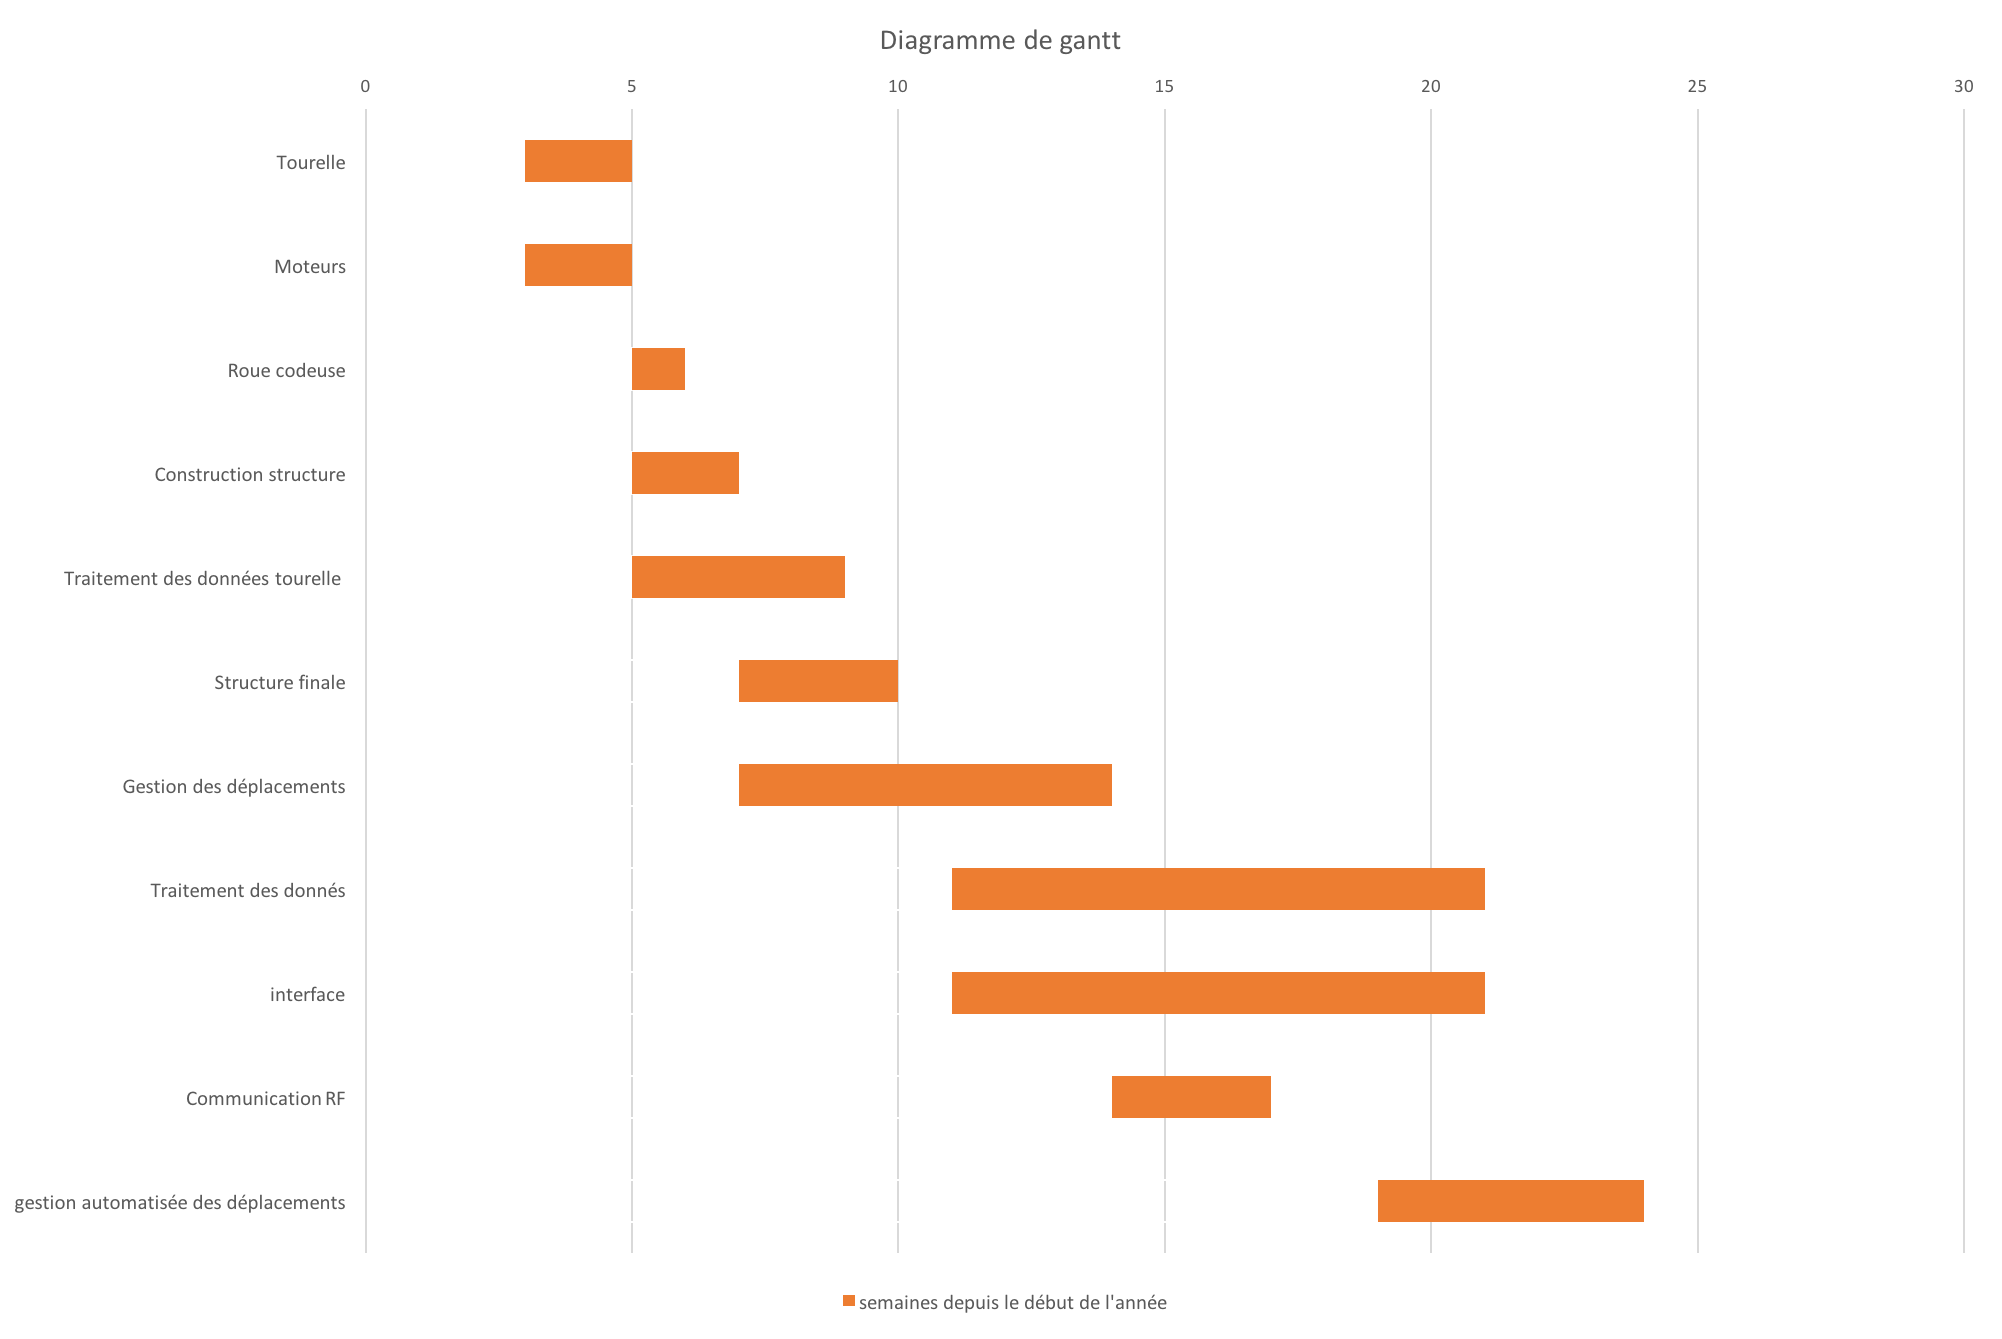 Diagramme de gantt
0 5 10 15 20 25 30
Tourelle
Moteurs
Roue codeuse
Construction structure
Traitement des données tourelle
Structure finale
Gestion des déplacements
Traitement des donnés
interface
Communication RF
gestion automatisée des déplacements
semaines depuis le début de l'année